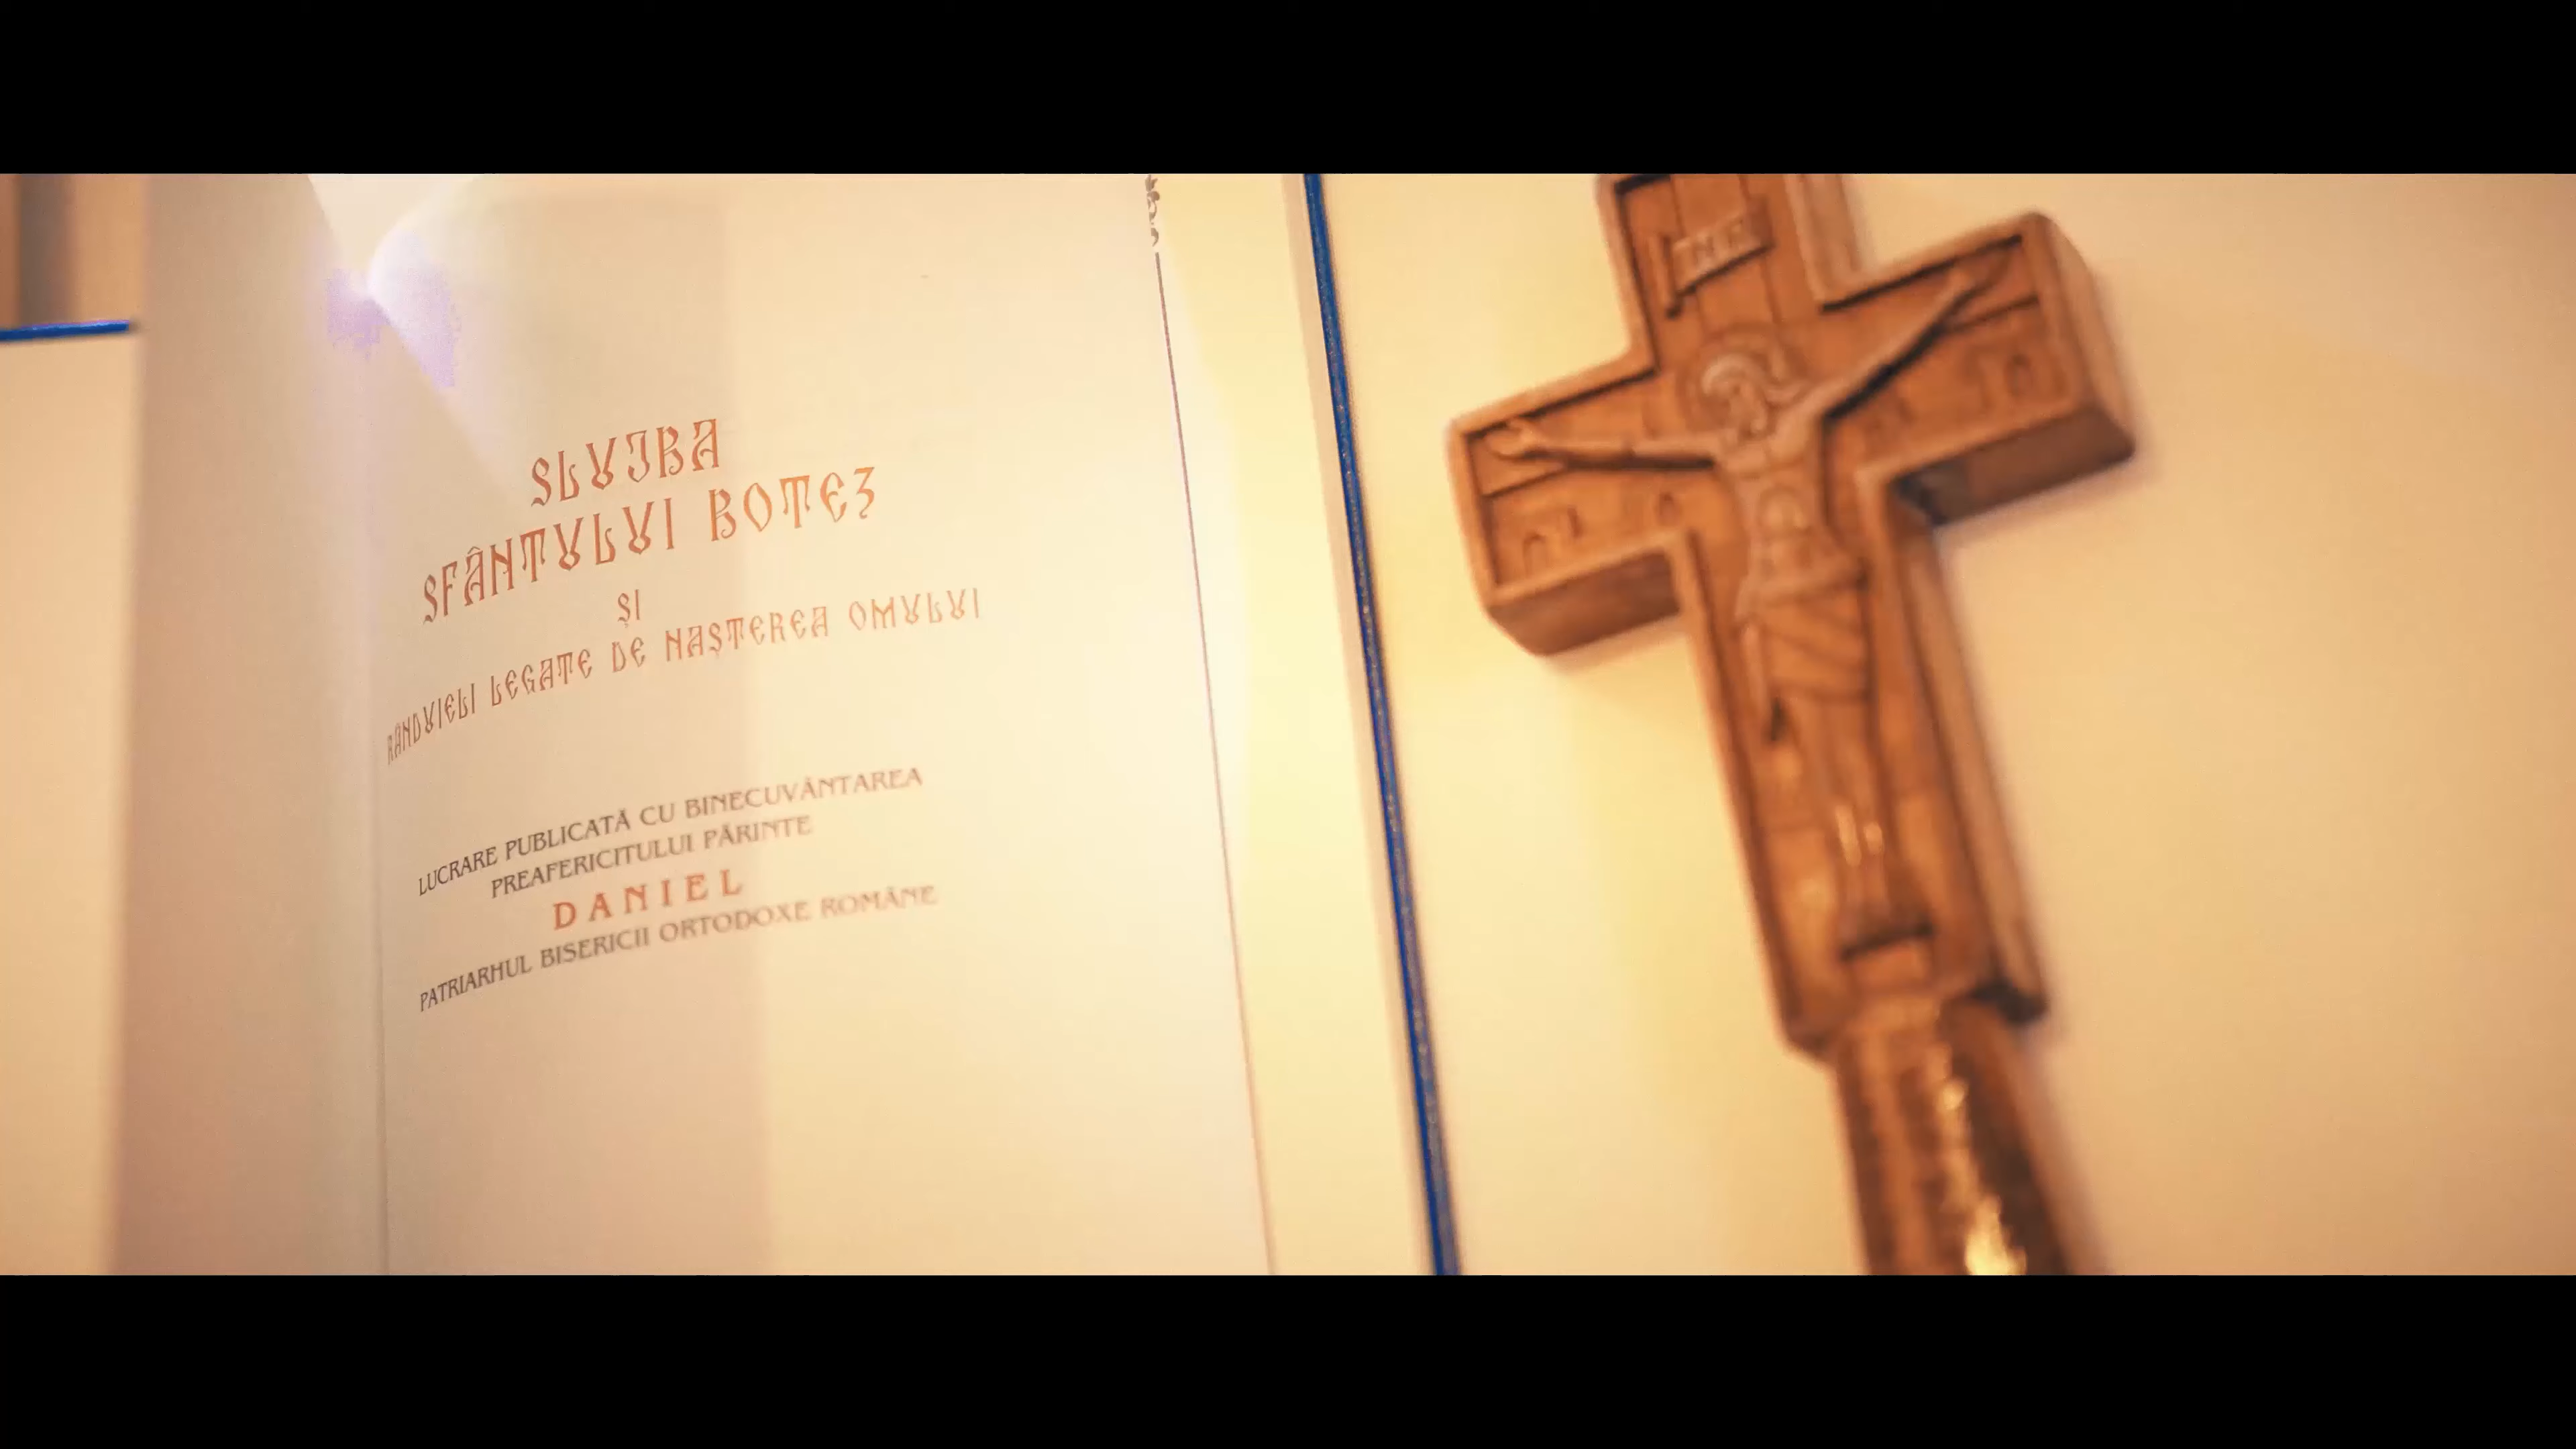 SLUJBA
SFÂNTULUI BOTEZ
ȘI
RÂNDUIELI LEGATE DE NAȘTEREA OMULUI
LUCRARE PUBLICATĂ CU BINECUVÂNTAREA
PREAFERICITULUI PĂRINTE
DANIEL
PATRIARHUL BISERICII ORTODOXE ROMÂNE